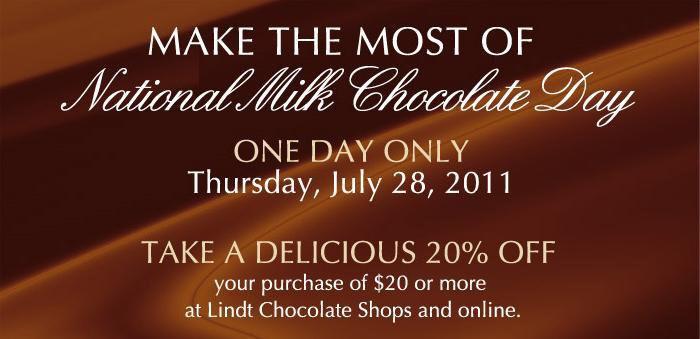 MAKE THE MOST OF
National Milk Chocolate Day
ONE DAY ONLY
Thursday, July 28, 2011
TAKE A DELICIOUS 20% OFF
your purchase of $20 or more
at Lindt Chocolate Shops and online.